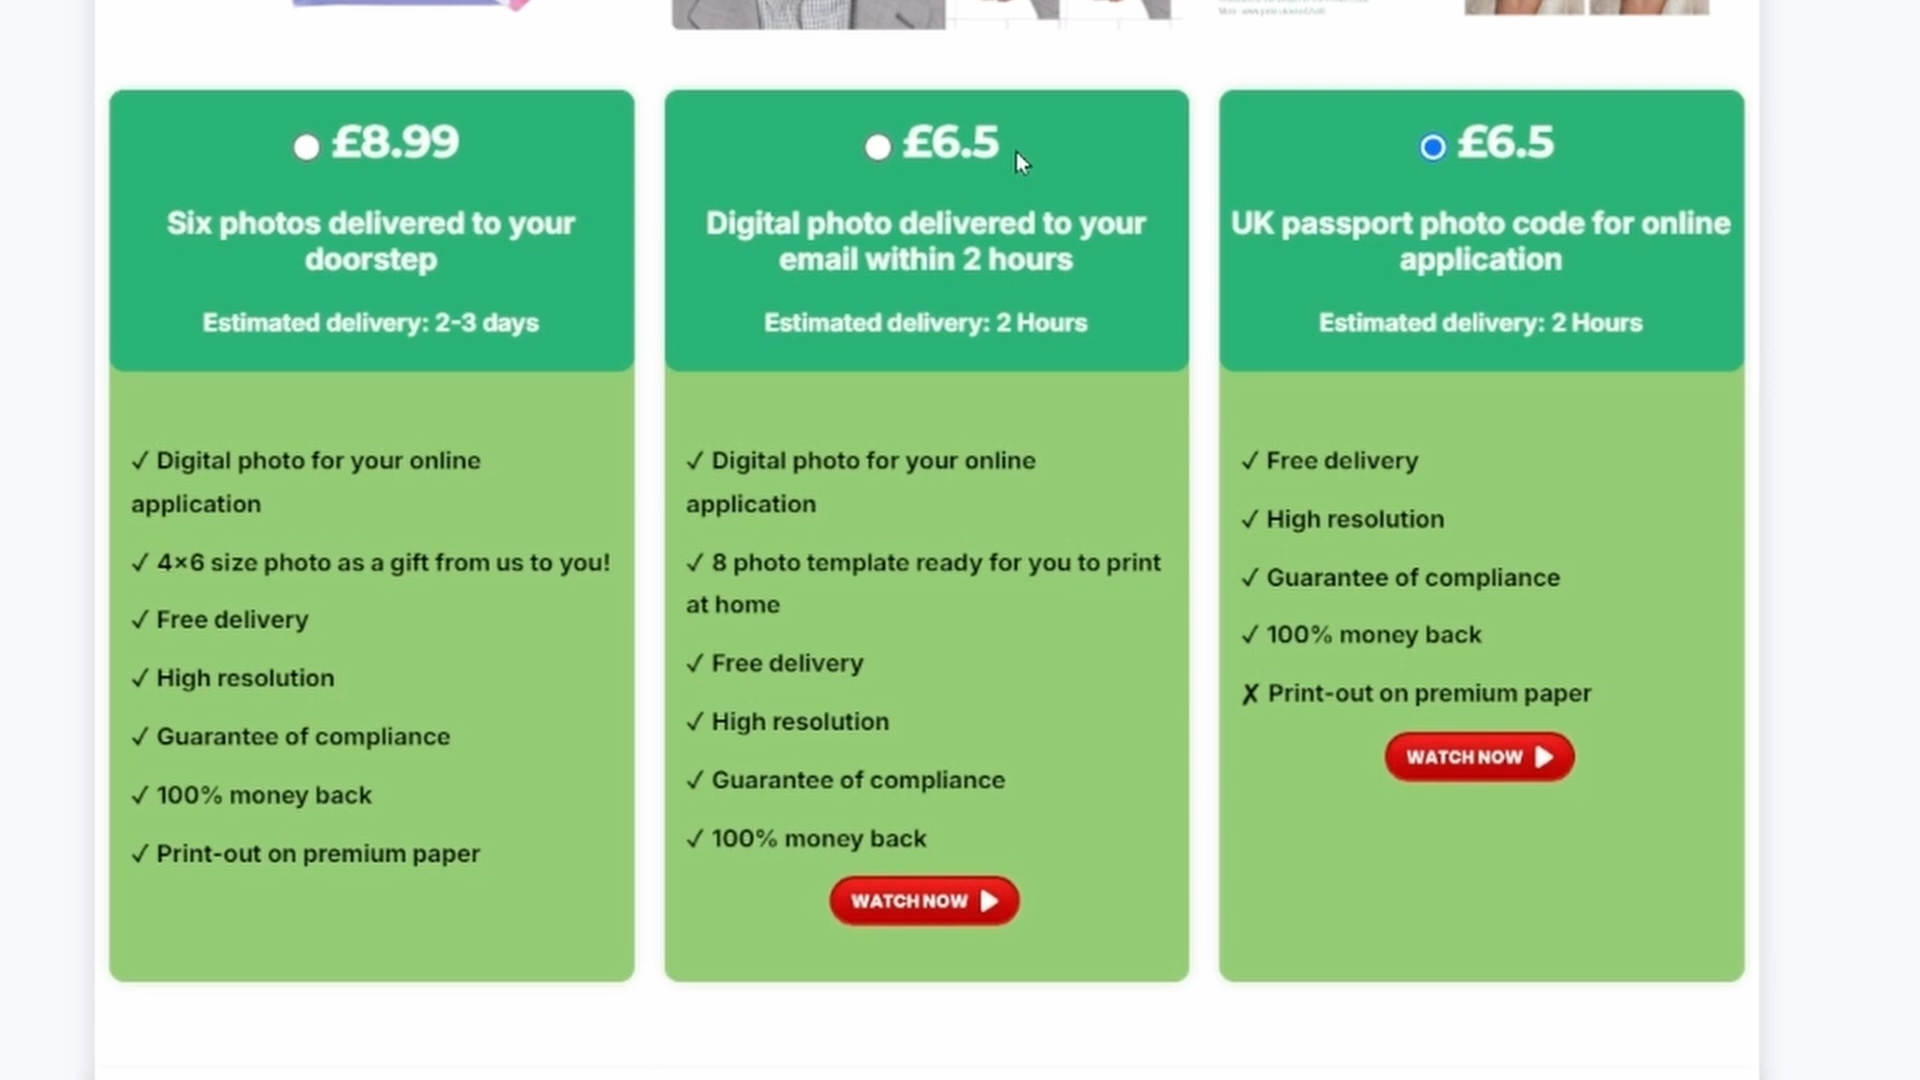 £8.99
Six photos delivered to your
doorstep
Estimated delivery: 2-3 days
✓ Digital photo for your online
application
✓ 4×6 size photo as a gift from us to you!
✓ Free delivery
✓ High resolution
✓ Guarantee of compliance
✓ 100% money back
✓ Print-out on premium paper
£6.5
Digital photo delivered to your
email within 2 hours
Estimated delivery: 2 Hours
✓ Digital photo for your online
application
✓ 8 photo template ready for you to print
at home
✓ Free delivery
✓ High resolution
✓ Guarantee of compliance
✓ 100% money back
WATCH NOW
£6.5
UK passport photo code for online
application
Estimated delivery: 2 Hours
✓ Free delivery
✓ High resolution
✓ Guarantee of compliance
✓ 100% money back
✗ Print-out on premium paper
WATCH NOW